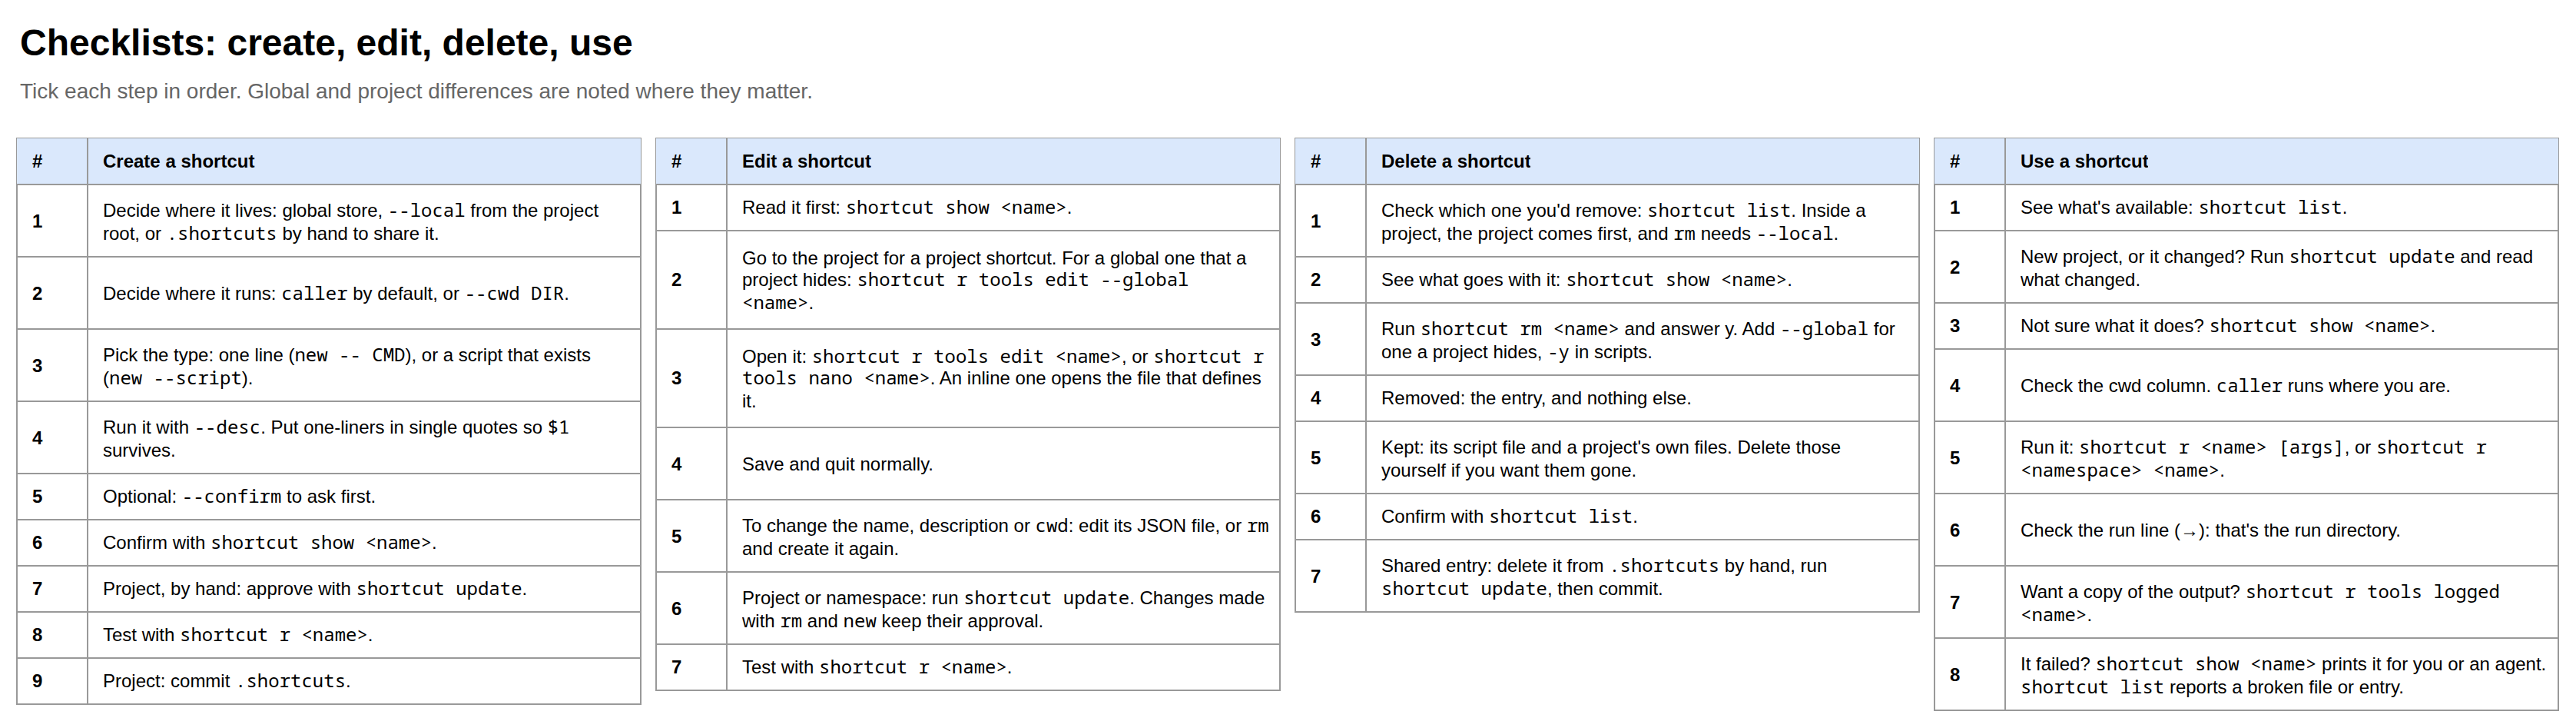 Checklists: create, edit, delete, use
Tick each step in order. Global and project differences are noted where they matter.
# Create a shortcut
1 Decide where it lives: global store, --local from the project
root, or .shortcuts by hand to share it.
2 Decide where it runs: caller by default, or --cwd DIR.
3 Pick the type: one line (new -- CMD), or a script that exists
(new --script).
4 Run it with --desc. Put one-liners in single quotes so $1
survives.
5 Optional: --confirm to ask first.
6 Confirm with shortcut show <name>.
7 Project, by hand: approve with shortcut update.
8 Test with shortcut r <name>.
9 Project: commit .shortcuts.
# Edit a shortcut
1 Read it first: shortcut show <name>.
2 Go to the project for a project shortcut. For a global one that a
project hides: shortcut r tools edit --global
<name>.
3 Open it: shortcut r tools edit <name>, or shortcut r
tools nano <name>. An inline one opens the file that defines
it.
4 Save and quit normally.
5 To change the name, description or cwd: edit its JSON file, or rm
and create it again.
6 Project or namespace: run shortcut update. Changes made
with rm and new keep their approval.
7 Test with shortcut r <name>.
# Delete a shortcut
1 Check which one you'd remove: shortcut list. Inside a
project, the project comes first, and rm needs --local.
2 See what goes with it: shortcut show <name>.
3 Run shortcut rm <name> and answer y. Add --global for
one a project hides, -y in scripts.
4 Removed: the entry, and nothing else.
5 Kept: its script file and a project's own files. Delete those
yourself if you want them gone.
6 Confirm with shortcut list.
7 Shared entry: delete it from .shortcuts by hand, run
shortcut update, then commit.
# Use a shortcut
1 See what's available: shortcut list.
2 New project, or it changed? Run shortcut update and read
what changed.
3 Not sure what it does? shortcut show <name>.
4 Check the cwd column. caller runs where you are.
5 Run it: shortcut r <name> [args], or shortcut r
<namespace> <name>.
6 Check the run line (→): that's the run directory.
7 Want a copy of the output? shortcut r tools logged
<name>.
8 It failed? shortcut show <name> prints it for you or an agent.
shortcut list reports a broken file or entry.